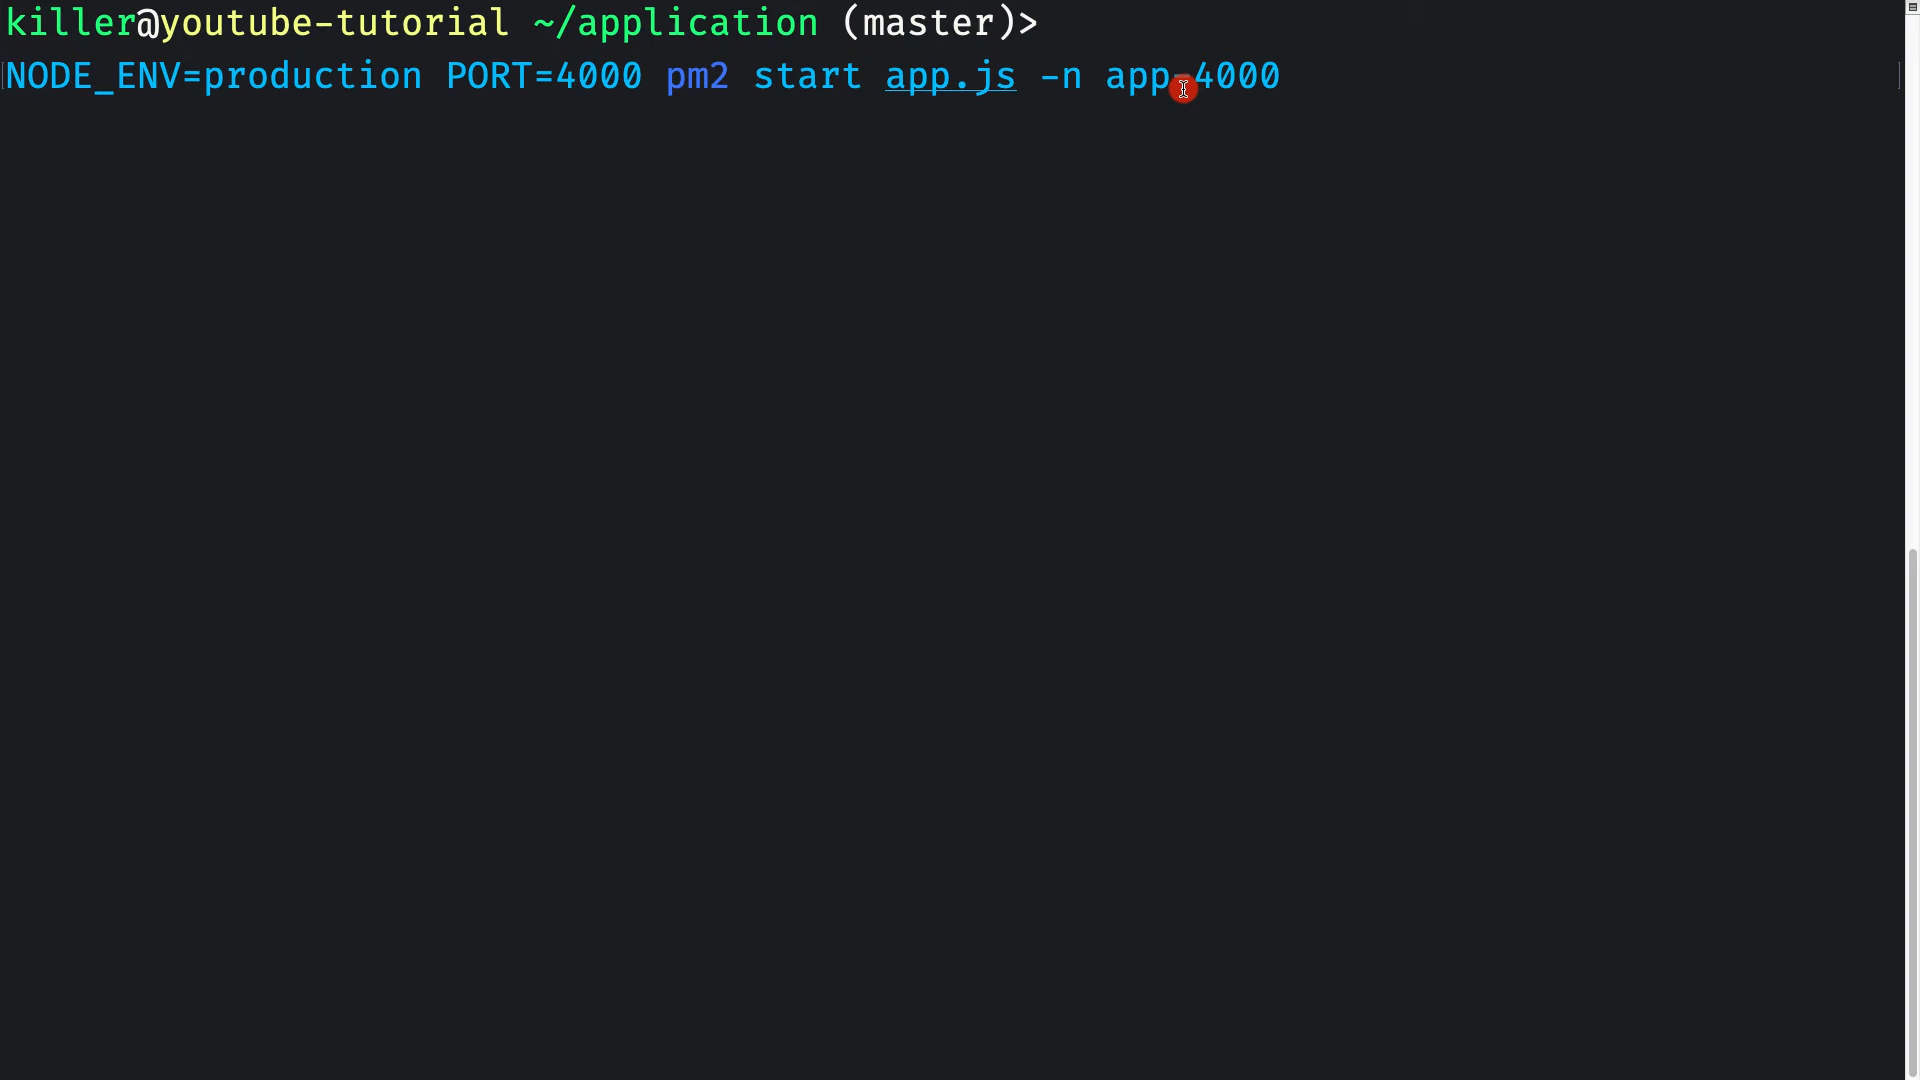 killer@youtube-tutorial ~/application (master)>
NODE_ENV=production PORT=4000 pm2 start app.js -n app-4000